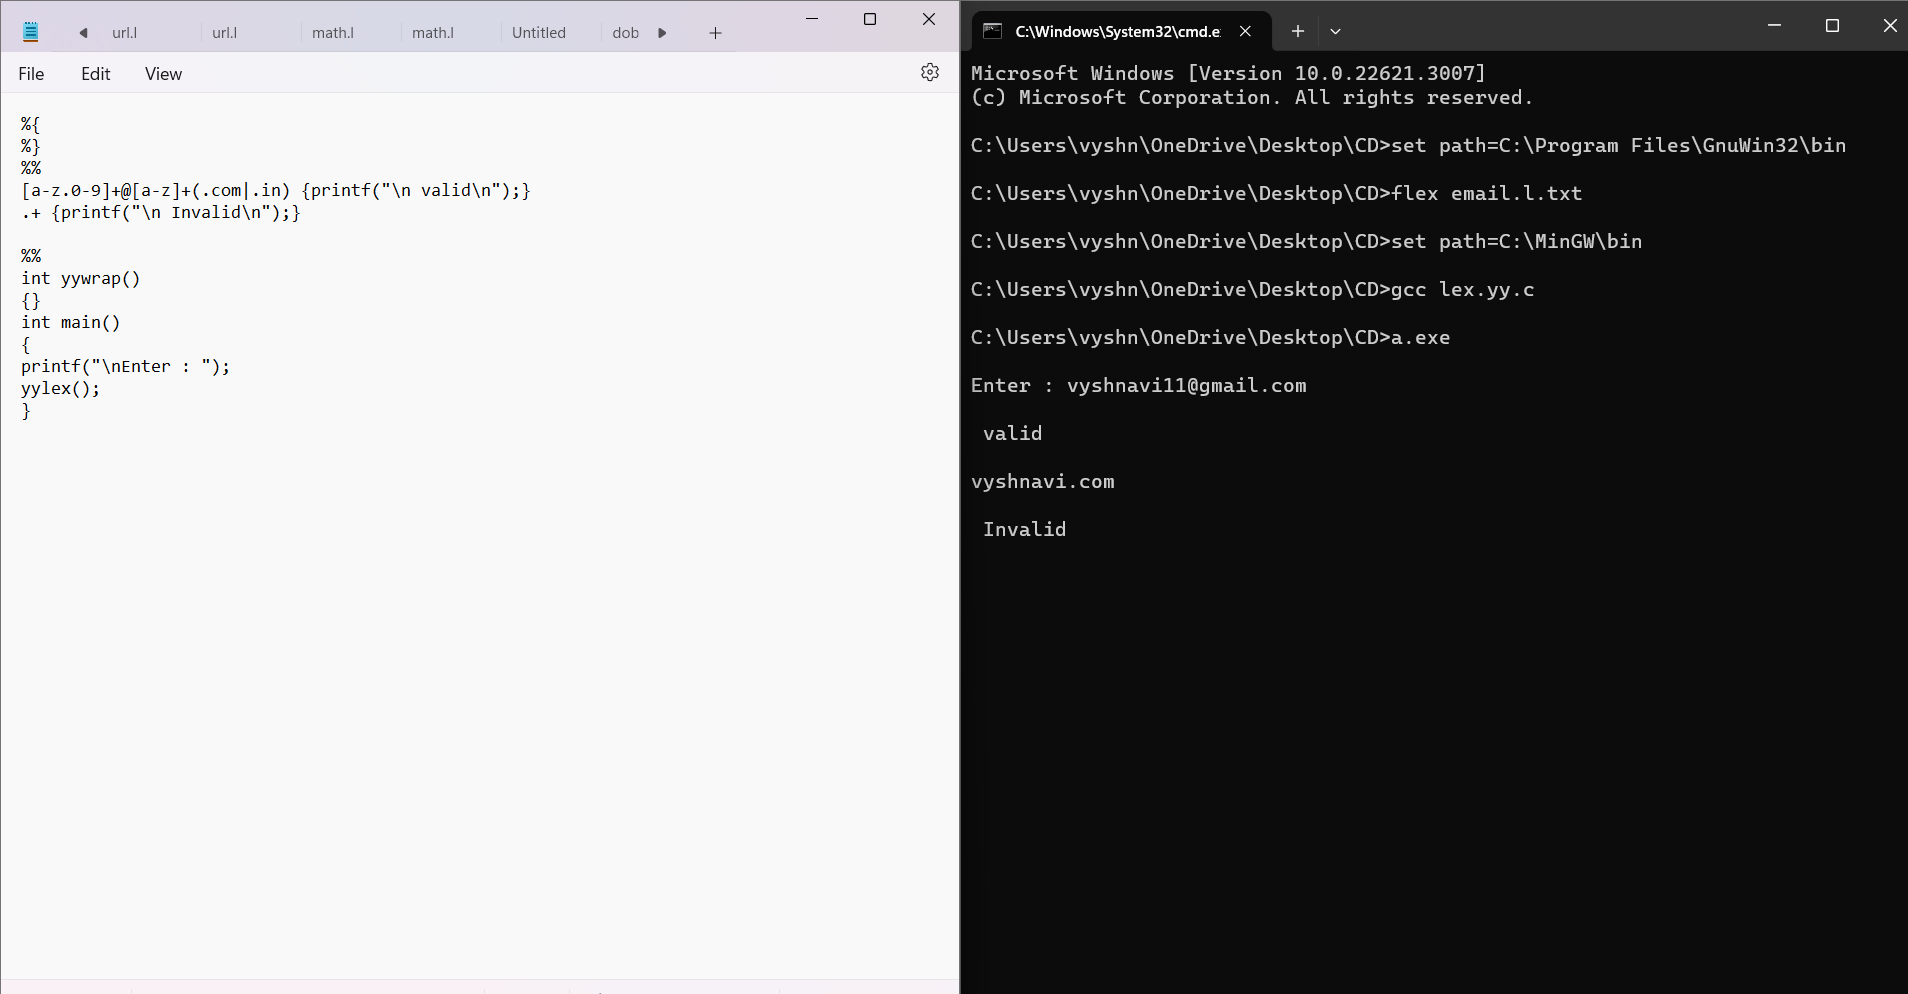 url.l url.l math.l math.l Untitled dob
File Edit View
%{
%}
%%
[a-z.0-9]+@[a-z]+(.com|.in) {printf("\n valid\n");}
.+ {printf("\n Invalid\n");}
%%
int yywrap()
{}
int main()
{
printf("\nEnter : ");
yylex();
}
C:\Windows\System32\cmd.e
Microsoft Windows [Version 10.0.22621.3007]
(c) Microsoft Corporation. All rights reserved.
C:\Users\vyshn\OneDrive\Desktop\CD>set path=C:\Program Files\GnuWin32\bin
C:\Users\vyshn\OneDrive\Desktop\CD>flex email.l.txt
C:\Users\vyshn\OneDrive\Desktop\CD>set path=C:\MinGW\bin
C:\Users\vyshn\OneDrive\Desktop\CD>gcc lex.yy.c
C:\Users\vyshn\OneDrive\Desktop\CD>a.exe
Enter : vyshnavi11@gmail.com
valid
vyshnavi.com
Invalid